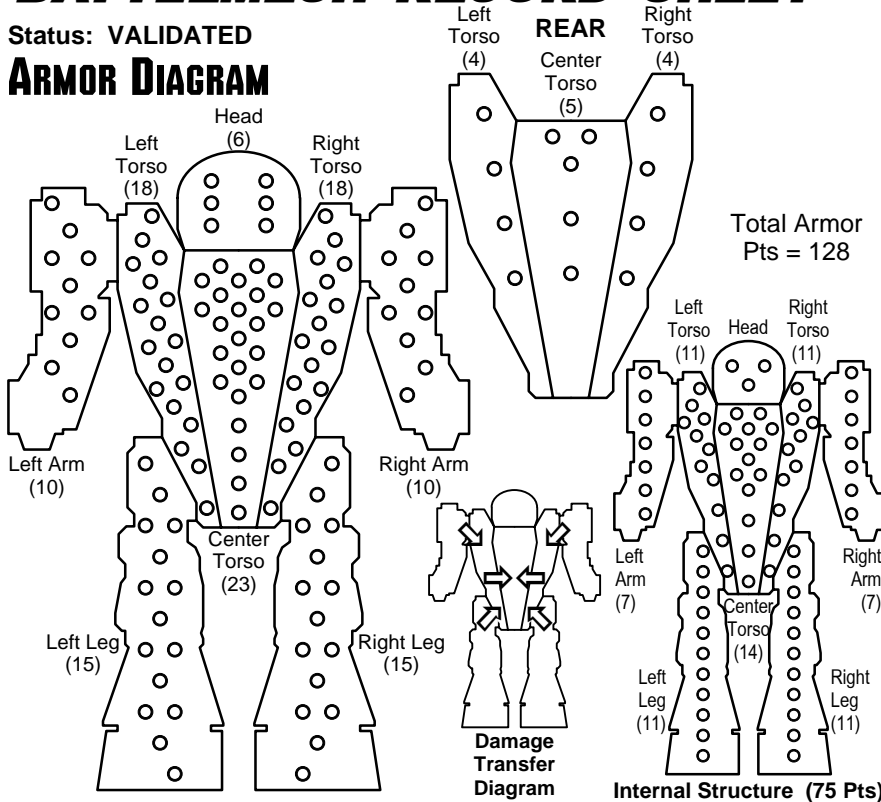 BATTLEMECH RECORD SHEET
Status: VALIDATED
ARMOR DIAGRAM
Left
Torso
(18)
Head
(6)
Right
Torso
(18)
Left Arm
(10)
Right Arm
(10)
Center
Torso
(23)
Left Leg
(15)
Right Leg
(15)
Left
Torso
(4)
REAR
Center
Torso
(5)
Right
Torso
(4)
Total Armor
Pts = 128
Left
Torso
(11)
Head
Right
Torso
(11)
Left
Arm
(7)
Right
Arm
(7)
Center
Torso
(14)
Left
Leg
(11)
Right
Leg
(11)
Damage
Transfer
Diagram
Internal Structure (75 Pts)